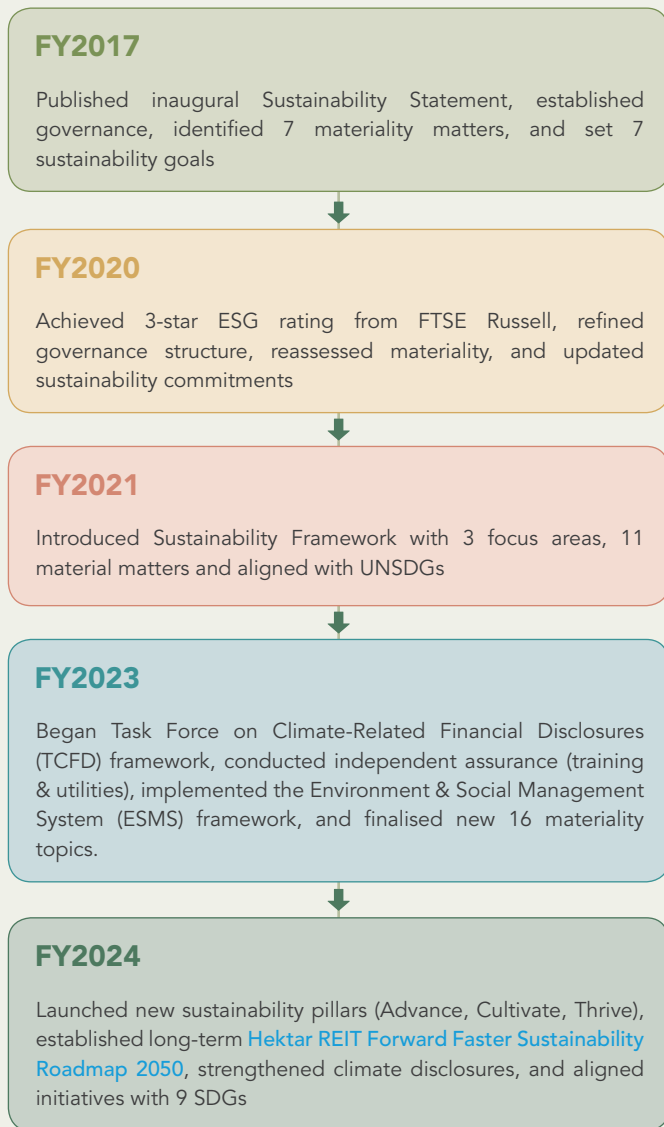 FY2017
Published inaugural Sustainability Statement, established
governance, identified 7 materiality matters, and set 7
sustainability goals
FY2020
Achieved 3-star ESG rating from FTSE Russell, refined
governance structure, reassessed materiality, and updated
sustainability commitments
FY2021
Introduced Sustainability Framework with 3 focus areas, 11
material matters and aligned with UNSDGs
FY2023
Began Task Force on Climate-Related Financial Disclosures
(TCFD) framework, conducted independent assurance (training
& utilities), implemented the Environment & Social Management
System (ESMS) framework, and finalised new 16 materiality
topics.
FY2024
Launched new sustainability pillars (Advance, Cultivate, Thrive),
established long-term Hektar REIT Forward Faster Sustainability
Roadmap 2050, strengthened climate disclosures, and aligned
initiatives with 9 SDGs